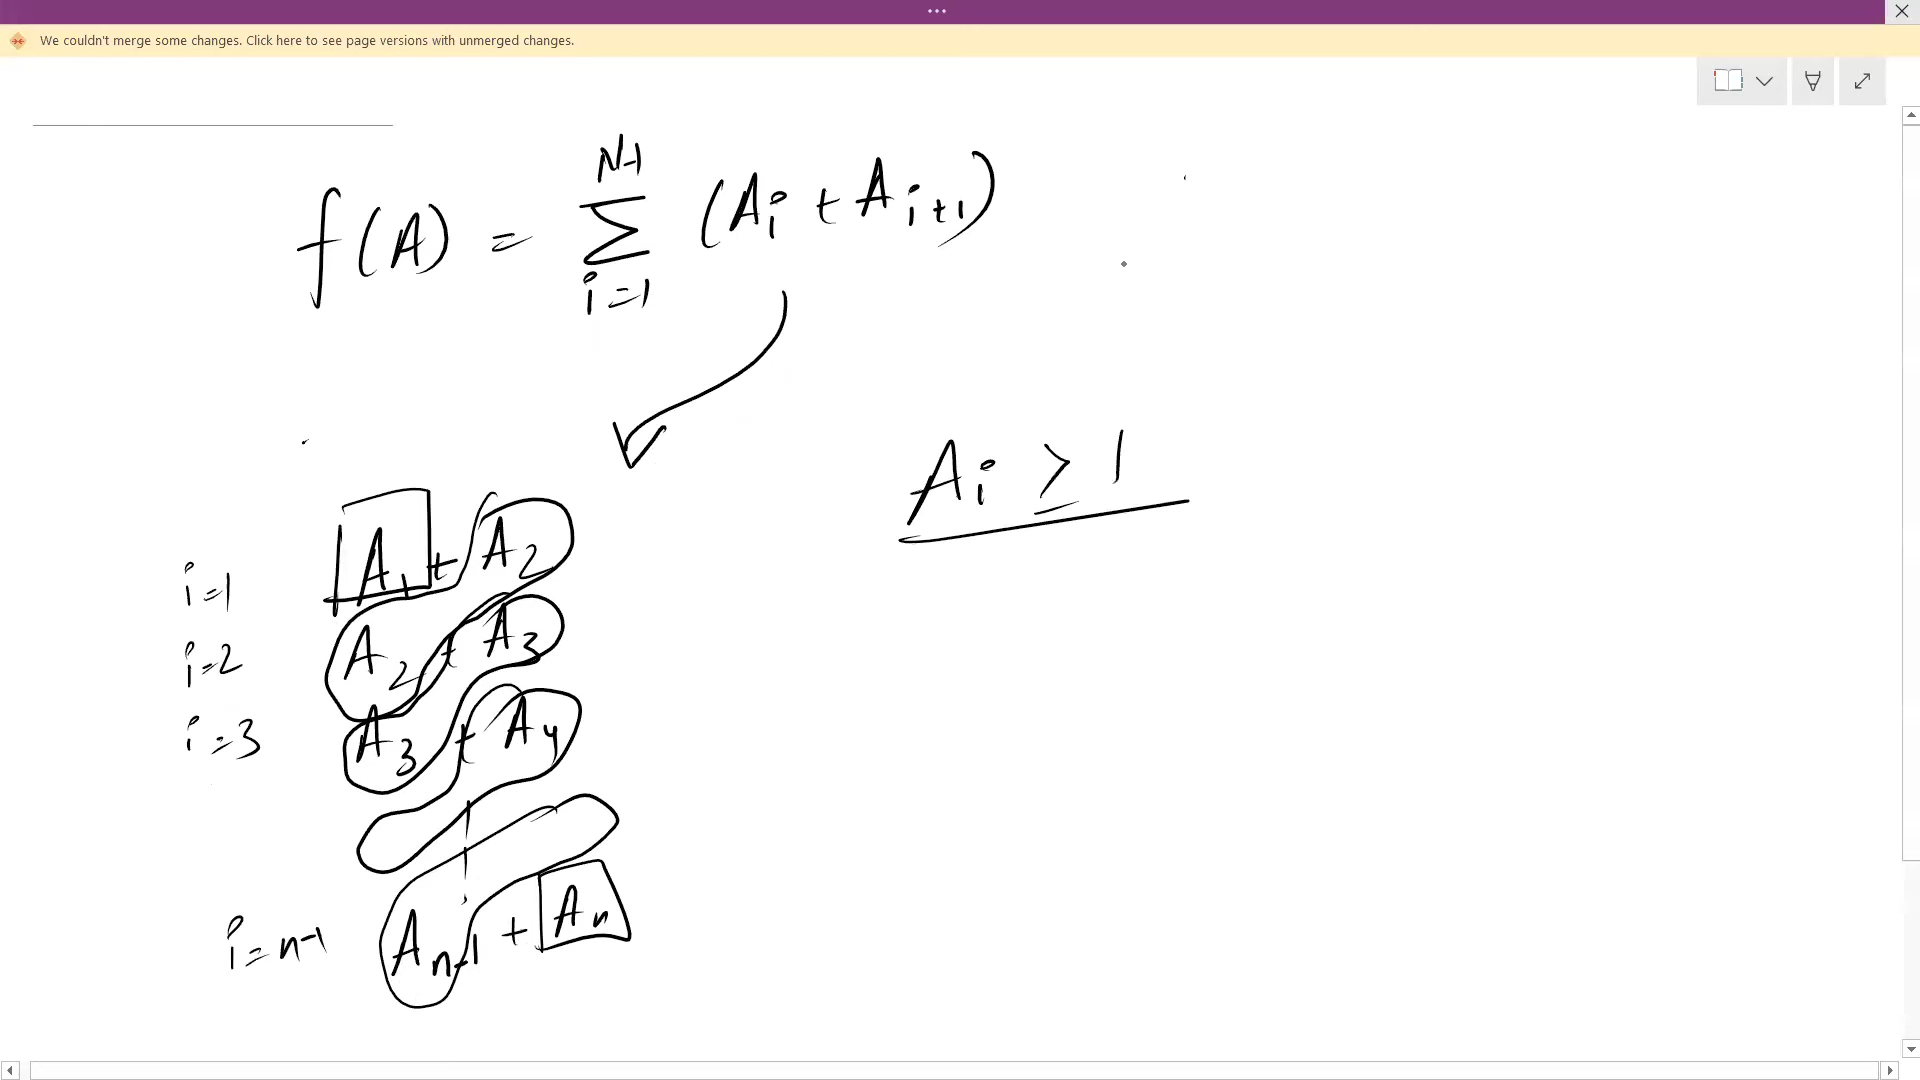 We couldn't merge some changes. Click here to see page versions with unmerged changes.
f(A) = \sum_{i=1}^{N-1} (A_i + A_{i+1})
A_i ≥ 1
i=1 A_1 + A_2
i=2 A_2 + A_3
i=3 A_3 + A_4
i=n-1 A_{n-1} + A_n